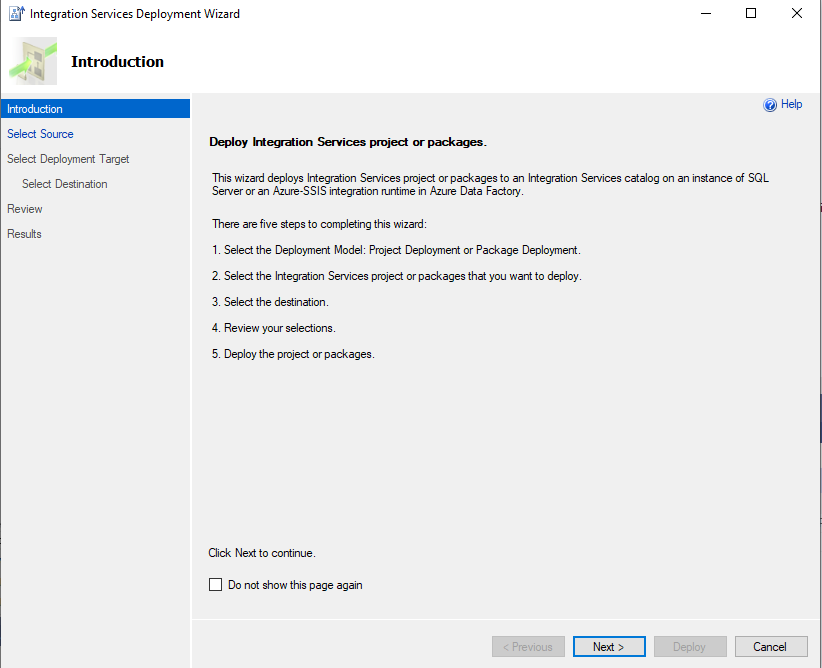 Integration Services Deployment Wizard
Introduction
Introduction
Select Source
Select Deployment Target
Select Destination
Review
Results
Help
Deploy Integration Services project or packages.
This wizard deploys Integration Services project or packages to an Integration Services catalog on an instance of SQL
Server or an Azure-SSIS integration runtime in Azure Data Factory.
There are five steps to completing this wizard:
1. Select the Deployment Model: Project Deployment or Package Deployment.
2. Select the Integration Services project or packages that you want to deploy.
3. Select the destination.
4. Review your selections.
5. Deploy the project or packages.
Click Next to continue.
Do not show this page again
< Previous
Next >
Deploy
Cancel